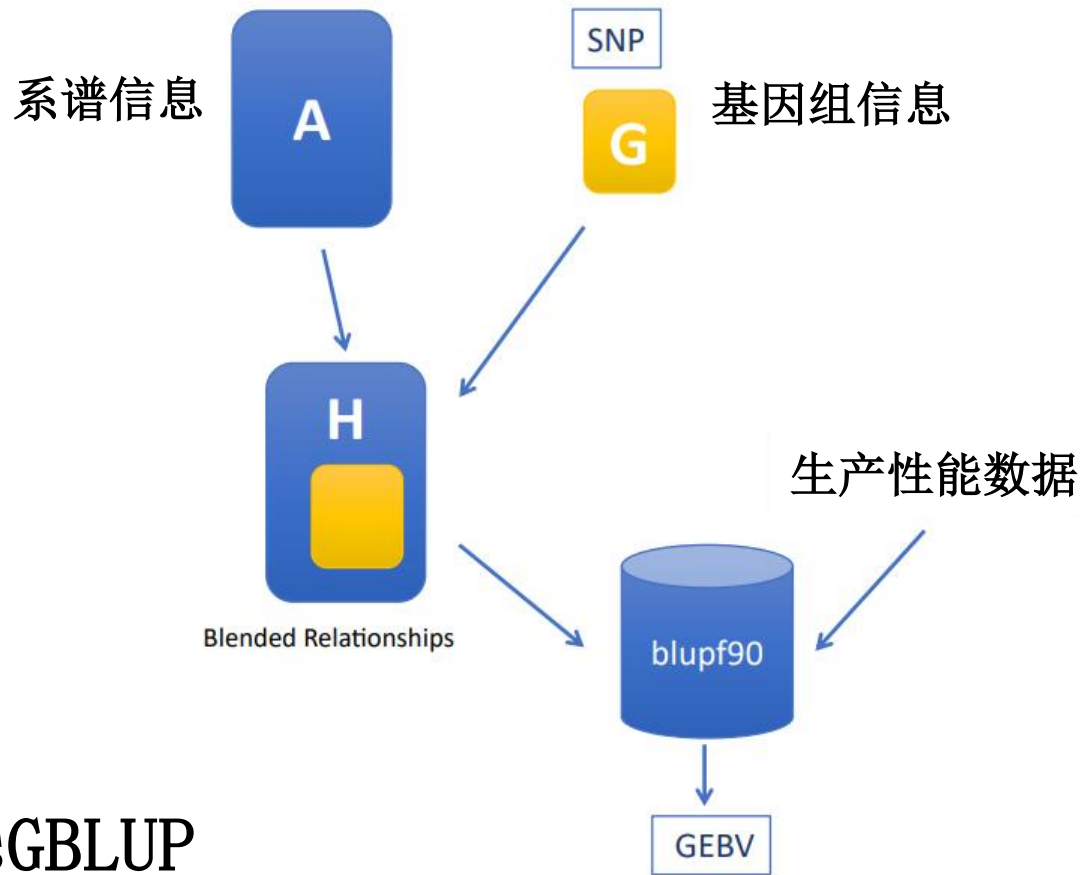 SNP
系谱信息
A
基因组信息
G
H
生产性能数据
Blended Relationships
blupf90
GEBV
GBLUP